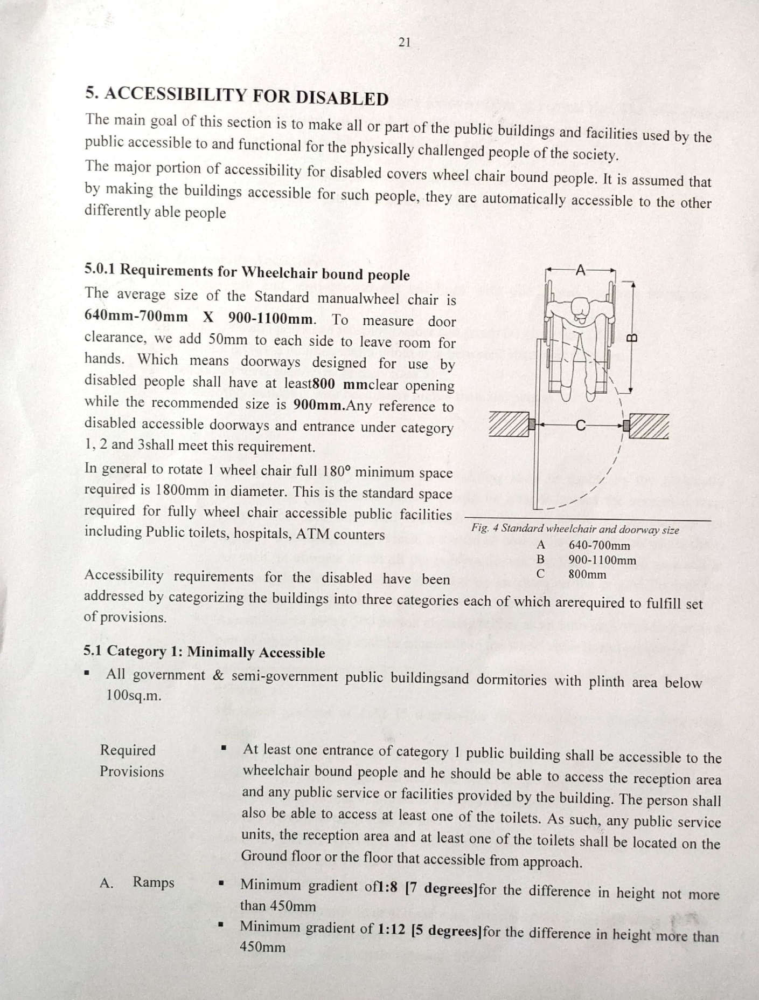 21
5. ACCESSIBILITY FOR DISABLED
The main goal of this section is to make all or part of the public buildings and facilities used by the
public accessible to and functional for the physically challenged people of the society.
The major portion of accessibility for disabled covers wheel chair bound people. It is assumed that
by making the buildings accessible for such people, they are automatically accessible to the other
differently able people
5.0.1 Requirements for Wheelchair bound people
The average size of the Standard manualwheel chair is
640mm-700mm X 900-1100mm. To measure door
clearance, we add 50mm to each side to leave room for
hands. Which means doorways designed for use by
disabled people shall have at least800 mmclear opening
while the recommended size is 900mm.Any reference to
disabled accessible doorways and entrance under category
1, 2 and 3shall meet this requirement.
In general to rotate 1 wheel chair full 180⁰ minimum space
required is 1800mm in diameter. This is the standard space
required for fully wheel chair accessible public facilities
including Public toilets, hospitals, ATM counters
A
B
C
Fig. 4 Standard wheelchair and doorway size
A 640-700mm
B 900-1100mm
C 800mm
Accessibility requirements for the disabled have been
addressed by categorizing the buildings into three categories each of which arerequired to fulfill set
of provisions.
5.1 Category 1: Minimally Accessible
▪ All government & semi-government public buildingsand dormitories with plinth area below
100sq.m.
Required
Provisions
▪ At least one entrance of category 1 public building shall be accessible to the
wheelchair bound people and he should be able to access the reception area
and any public service or facilities provided by the building. The person shall
also be able to access at least one of the toilets. As such, any public service
units, the reception area and at least one of the toilets shall be located on the
Ground floor or the floor that accessible from approach.
A. Ramps
▪ Minimum gradient of1:8 [7 degrees]for the difference in height not more
than 450mm
▪ Minimum gradient of 1:12 [5 degrees]for the difference in height more than
450mm